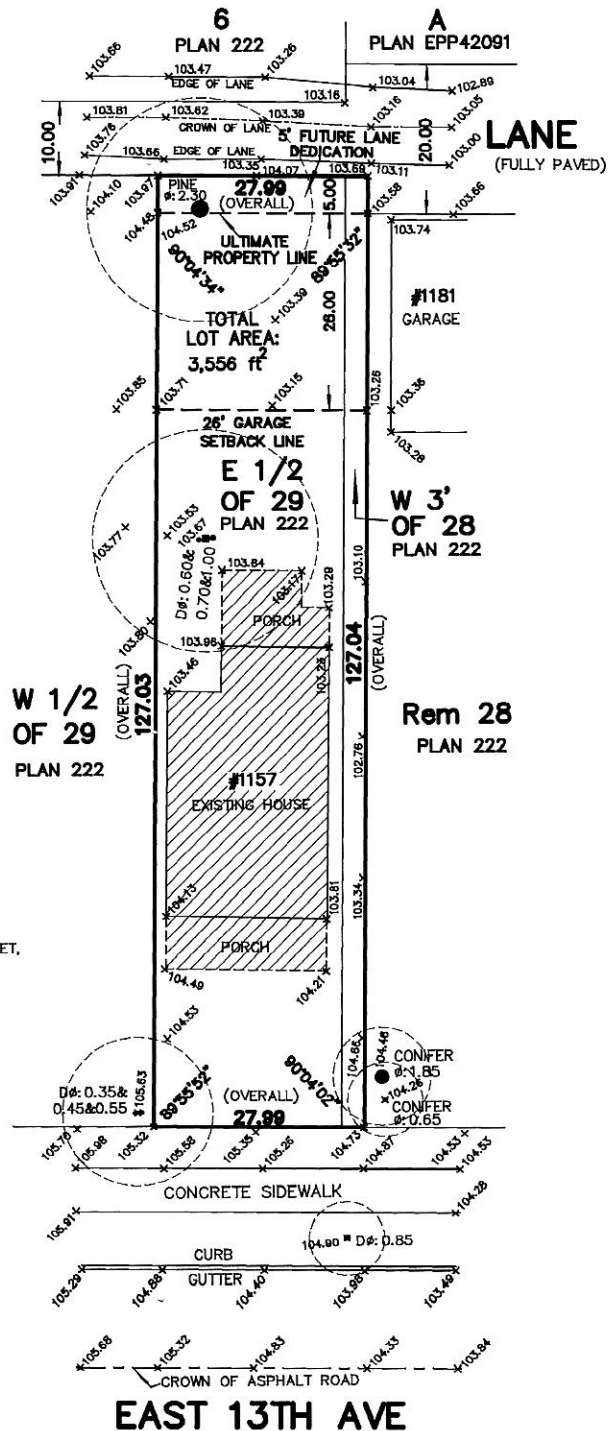 6
PLAN 222
A
PLAN EPP42091
103.66
103.47
103.26
EDGE OF LANE
103.16
103.04
102.89
103.81
103.62
103.39
103.16
103.05
CROWN OF LANE
10.00
20.00
LANE
(FULLY PAVED)
5' FUTURE LANE
DEDICATION
103.76
103.66
EDGE OF LANE
103.35
103.11
103.00
103.91
103.97
104.07
103.69
104.10
PINE
ø: 2.30
27.99
(OVERALL)
5.00
103.58
103.66
104.48
104.52
103.74
ULTIMATE
PROPERTY LINE
90°04'34"
89°55'32"
103.39
26.00
#1181
GARAGE
TOTAL
LOT AREA:
3,556 ft²
103.85
103.71
103.15
103.26
103.36
103.28
26' GARAGE
SETBACK LINE
E 1/2
OF 29
PLAN 222
W 3'
OF 28
PLAN 222
103.77
103.53
103.67
Dø: 0.60&
0.70&1.00
103.84
103.17
103.29
103.10
PORCH
103.80
103.98
103.23
103.46
127.03
(OVERALL)
127.04
(OVERALL)
W 1/2
OF 29
PLAN 222
Rem 28
PLAN 222
102.76
#1157
EXISTING HOUSE
104.13
103.81
103.34
PORCH
ET,
104.49
104.21
104.53
104.66
104.46
CONIFER
ø: 1.85
104.26
CONIFER
ø: 0.65
Dø: 0.35&
0.45&0.55
105.63
89°55'52"
90°04'02"
(OVERALL)
27.99
105.76
105.32
105.35
104.73
104.53
105.98
105.58
105.26
104.87
104.53
CONCRETE SIDEWALK
105.91
104.28
104.90
Dø: 0.85
CURB
GUTTER
105.29
104.88
104.40
103.98
103.49
105.68
105.32
104.83
104.33
103.84
CROWN OF ASPHALT ROAD
EAST 13TH AVE